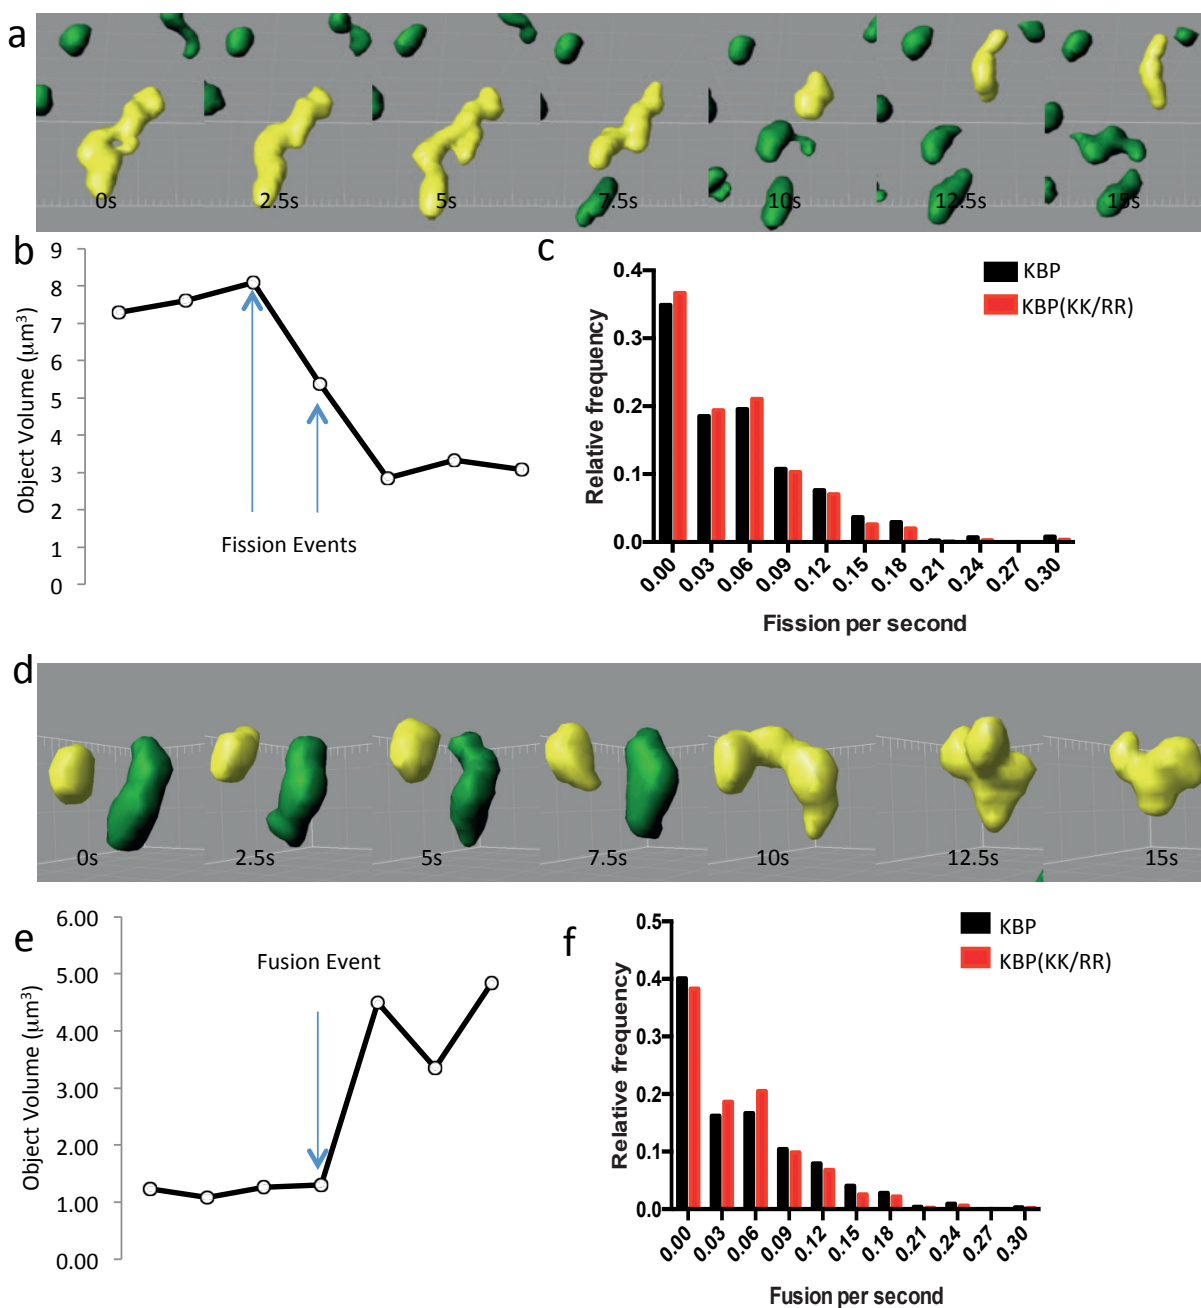 a
0s 2.5s 5s 7.5s 10s 12.5s 15s
b
Object Volume (μm³)
9
8
7
6
5
4
3
2
1
0
Fission Events
c
KBP
KBP(KK/RR)
Relative frequency
0.4
0.3
0.2
0.1
0.0
0.00 0.03 0.06 0.09 0.12 0.15 0.18 0.21 0.24 0.27 0.30
Fission per second
d
0s 2.5s 5s 7.5s 10s 12.5s 15s
e
Object Volume (μm³)
6.00
5.00
4.00
3.00
2.00
1.00
0.00
Fusion Event
f
KBP
KBP(KK/RR)
Relative frequency
0.5
0.4
0.3
0.2
0.1
0.0
0.00 0.03 0.06 0.09 0.12 0.15 0.18 0.21 0.24 0.27 0.30
Fusion per second